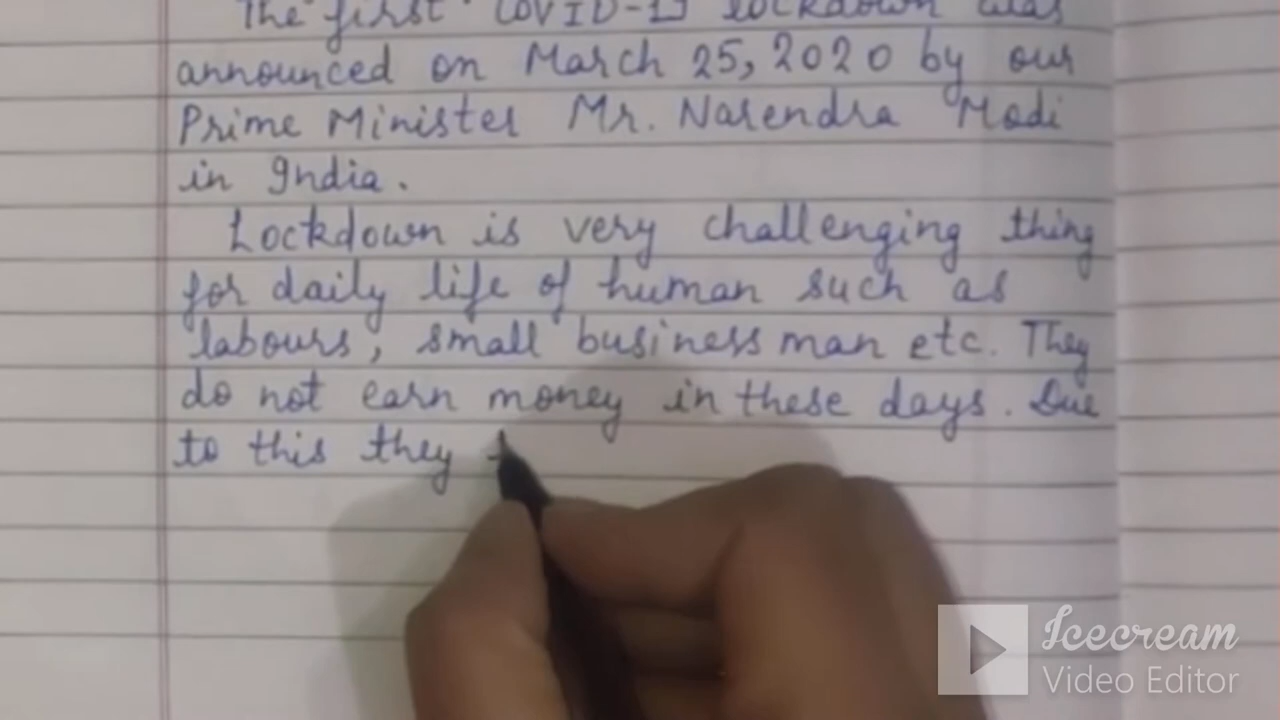 The first COVID-19 lockdown was
announced on March 25, 2020 by our
Prime Minister Mr. Narendra Modi
in India.
Lockdown is very challenging thing
for daily life of human such as
labours, small business man etc. They
do not earn money in these days. Due
to this they
Icecream
Video Editor